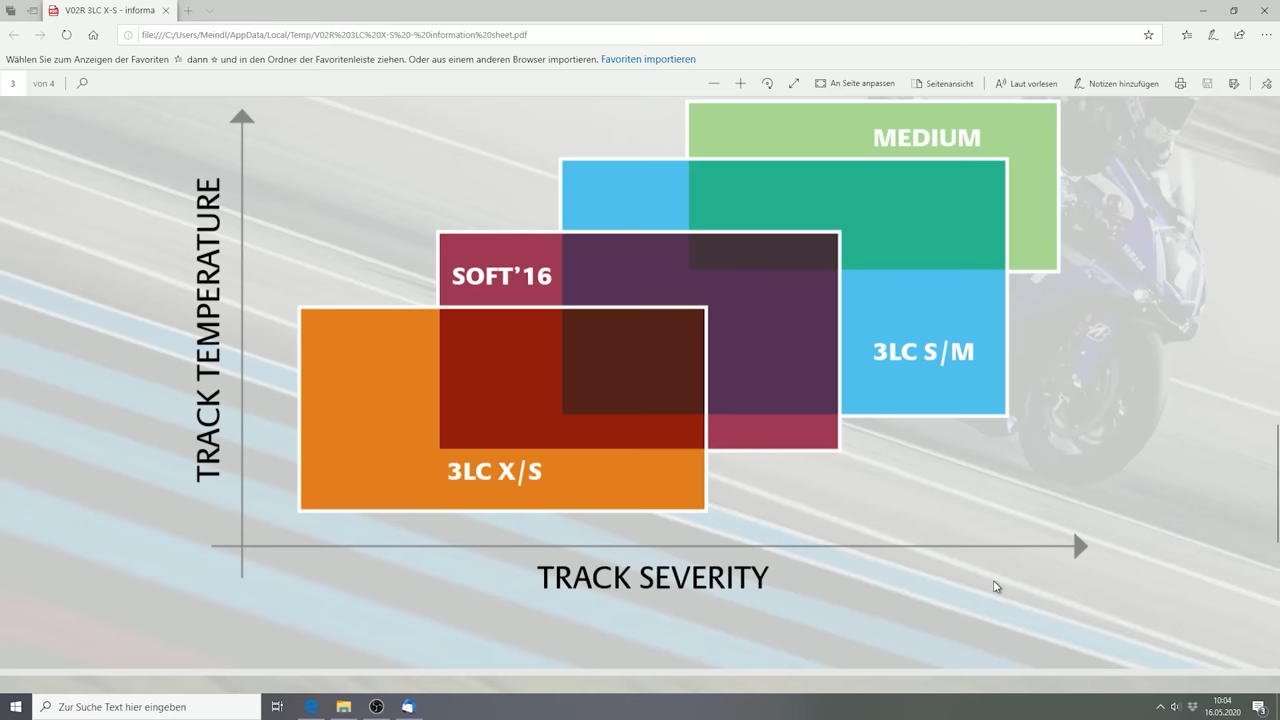 V02R 3LC X-S - informa
file:///C:/Users/Meindl/AppData/Local/Temp/V02R%203LC%20X-S%20-%20information%20sheet.pdf
Wählen Sie zum Anzeigen der Favoriten ☆ dann ☆ und in den Ordner der Favoritenleiste ziehen. Oder aus einem anderen Browser importieren. Favoriten importieren
3 von 4 An Seite anpassen Seitenansicht Laut vorlesen Notizen hinzufügen
MEDIUM
TRACK TEMPERATURE
SOFT’16
3LC S/M
3LC X/S
TRACK SEVERITY
Zur Suche Text hier eingeben
10:04
16.05.2020
3